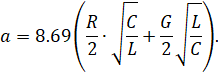 a = 8.69 ( R/2 · √(C/L) + G/2 √(L/C) ).